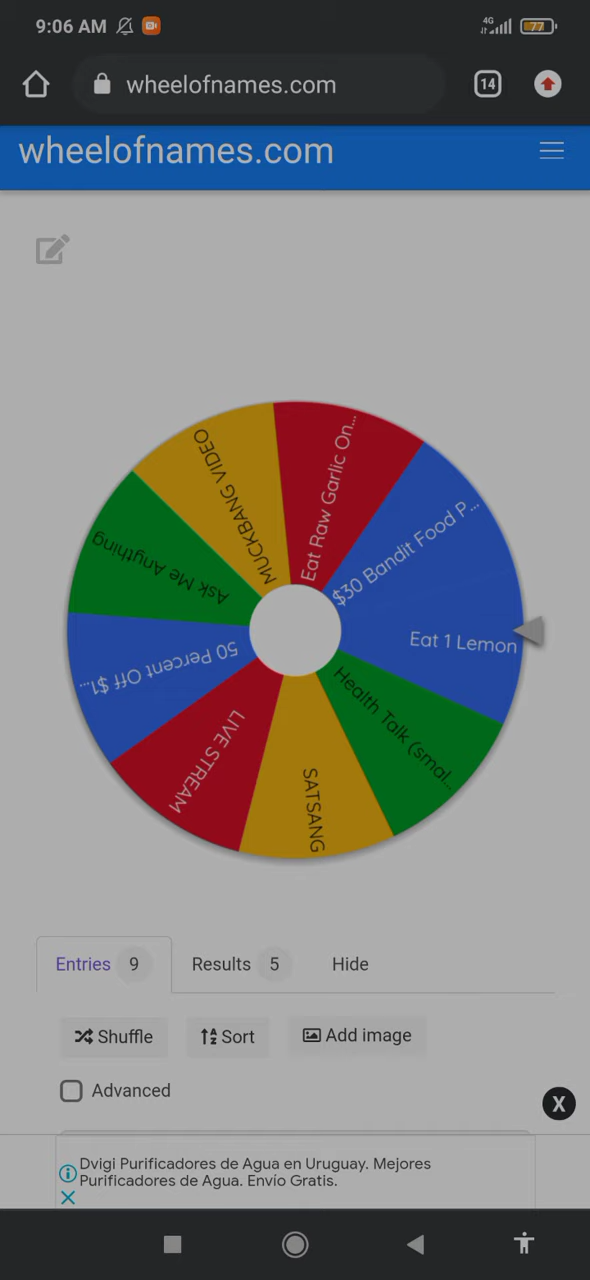 9:06 AM
4G
77
wheelofnames.com
14
wheelofnames.com
MUCKBANG VIDEO
Eat Raw Garlic On...
$30 Bandit Food P...
Eat 1 Lemon
Health Talk (smal...
SATSANG
LIVE STREAM
50 Percent Off $1...
Ask Me Anything
Entries 9 Results 5 Hide
Shuffle Sort Add image
Advanced
X
Dvigi Purificadores de Agua en Uruguay. Mejores
Purificadores de Agua. Envío Gratis.